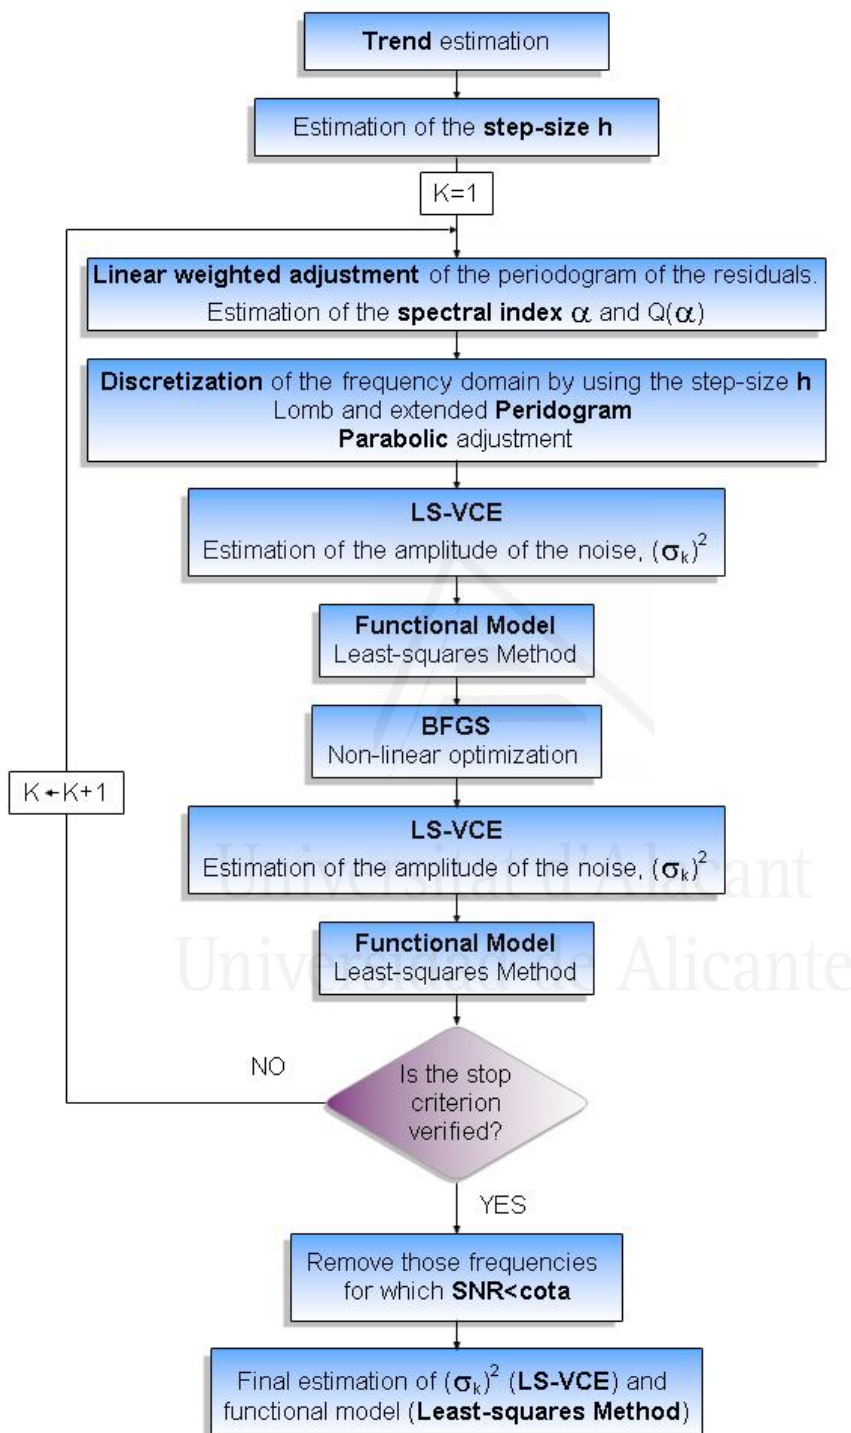 Trend estimation
Estimation of the step-size h
K=1
Linear weighted adjustment of the periodogram of the residuals.
Estimation of the spectral index α and Q(α)
Discretization of the frequency domain by using the step-size h
Lomb and extended Peridogram
Parabolic adjustment
LS-VCE
Estimation of the amplitude of the noise, (σₖ)²
Functional Model
Least-squares Method
BFGS
Non-linear optimization
K←K+1
LS-VCE
Estimation of the amplitude of the noise, (σₖ)²
Universitat d'Alacant
Functional Model
Least-squares Method
Universidad de Alicante
NO
Is the stop
criterion
verified?
YES
Remove those frequencies
for which SNR<cota
Final estimation of (σₖ)² (LS-VCE) and
functional model (Least-squares Method)